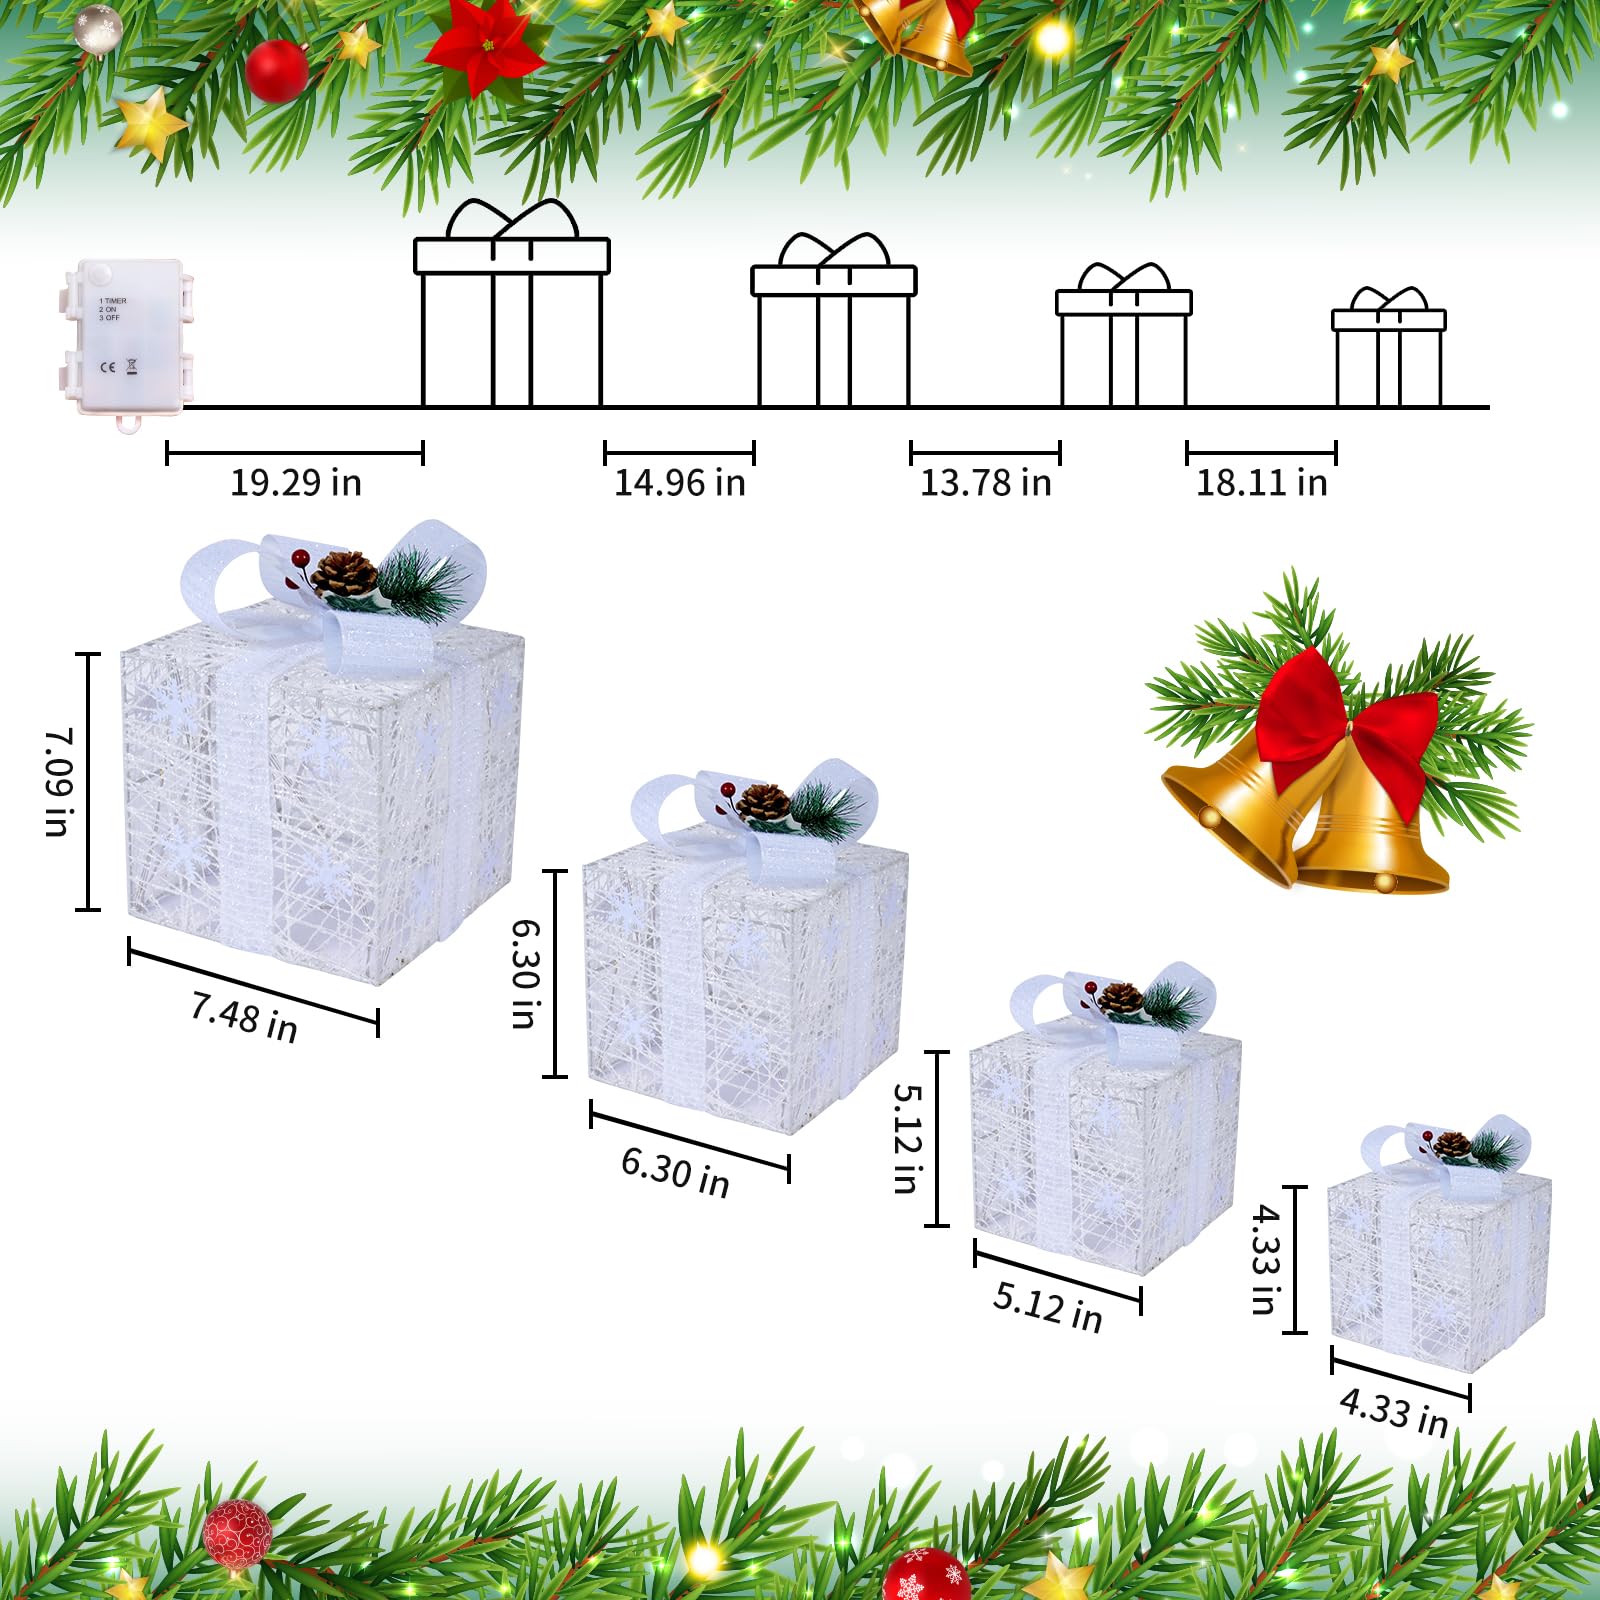 1 TIMER
2 ON
3 OFF
CE
19.29 in
14.96 in
13.78 in
18.11 in
7.09 in
7.48 in
6.30 in
6.30 in
5.12 in
5.12 in
4.33 in
4.33 in